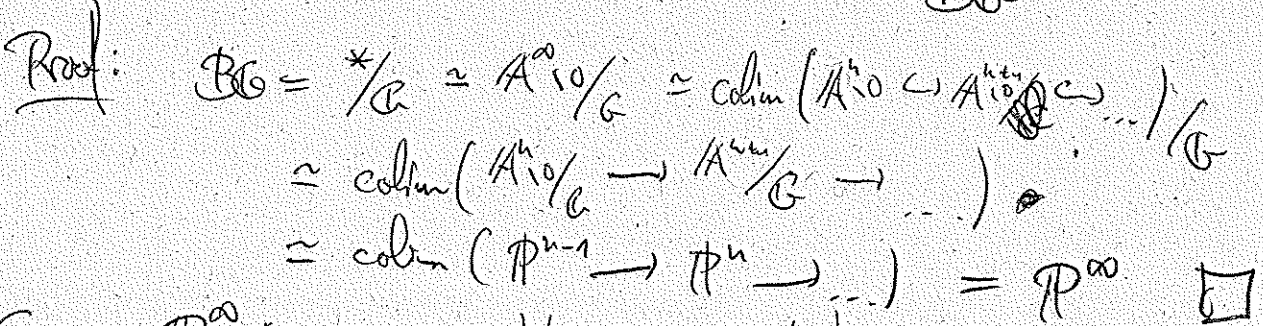 Proof: BG = */G ≃ A^∞\0/G ≃ colim (A^n\0 ↪ A^{n+1}\0 ↪ ...)/G
≃ colim (A^n\0/G → A^{n+1}/G → ...).
≃ colim (P^{n-1} → P^n → ...) = P^∞ □
P^∞